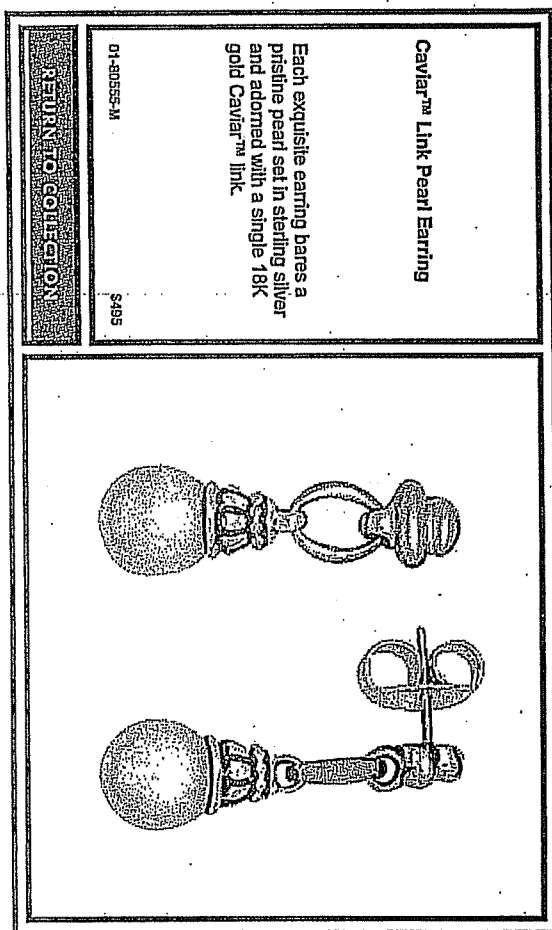 Caviar™ Link Pearl Earring
Each exquisite earring bares a
pristine pearl set in sterling silver
and adorned with a single 18K
gold Caviar™ link.
01-80555-M $495
RETURN TO COLLECTION